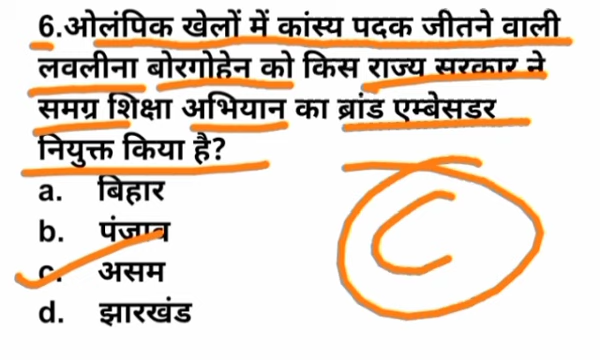 6.ओलंपिक खेलों में कांस्य पदक जीतने वाली
लवलीना बोरगोहेन को किस राज्य सरकार ने
समग्र शिक्षा अभियान का ब्रांड एम्बेसडर
नियुक्त किया है?
a. बिहार
b. पंजाब
c. असम
d. झारखंड
C